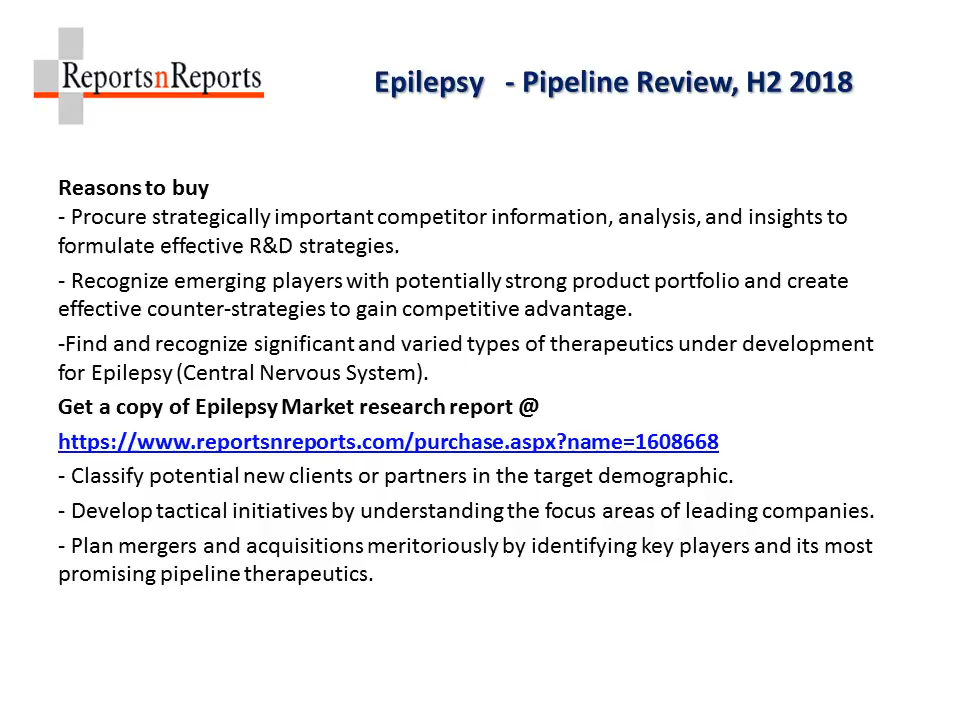 ReportsnReports
Epilepsy - Pipeline Review, H2 2018
Reasons to buy
- Procure strategically important competitor information, analysis, and insights to
formulate effective R&D strategies.
- Recognize emerging players with potentially strong product portfolio and create
effective counter-strategies to gain competitive advantage.
-Find and recognize significant and varied types of therapeutics under development
for Epilepsy (Central Nervous System).
Get a copy of Epilepsy Market research report @
https://www.reportsnreports.com/purchase.aspx?name=1608668
- Classify potential new clients or partners in the target demographic.
- Develop tactical initiatives by understanding the focus areas of leading companies.
- Plan mergers and acquisitions meritoriously by identifying key players and its most
promising pipeline therapeutics.